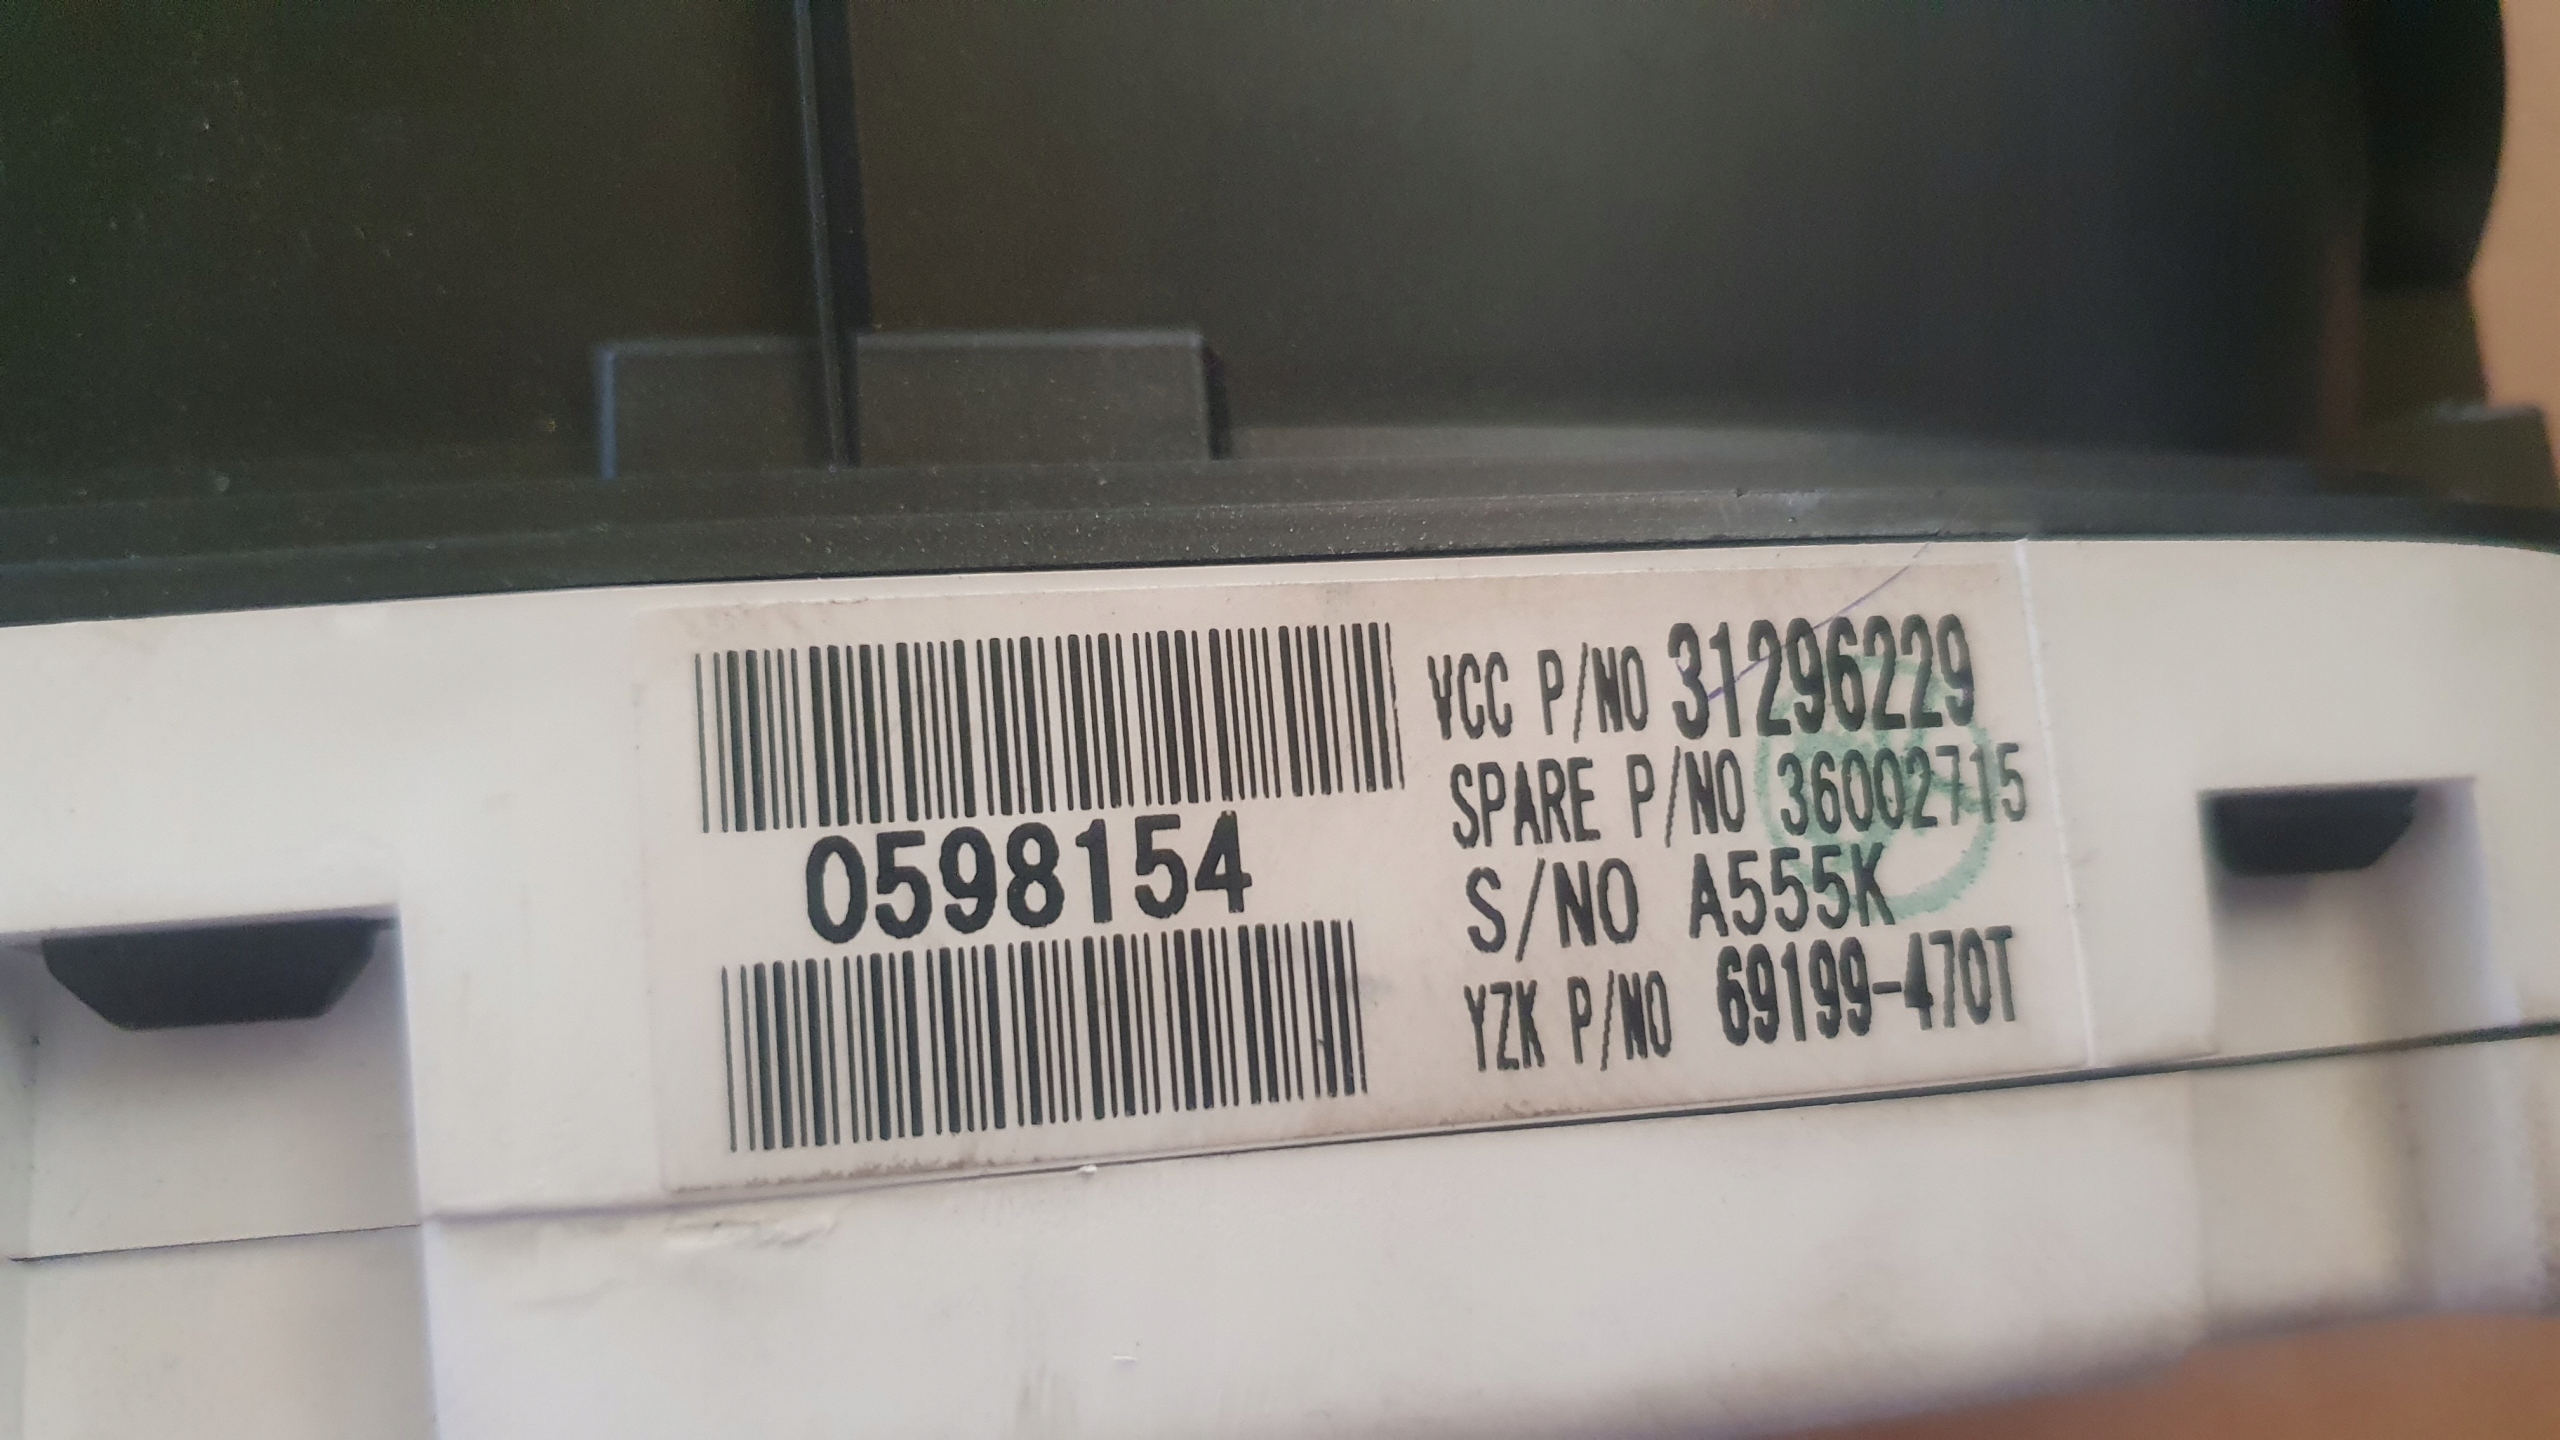 0598154
VCC P/NO 31296229
SPARE P/NO 36002715
S/NO A555K
YZK P/NO 69199-470T